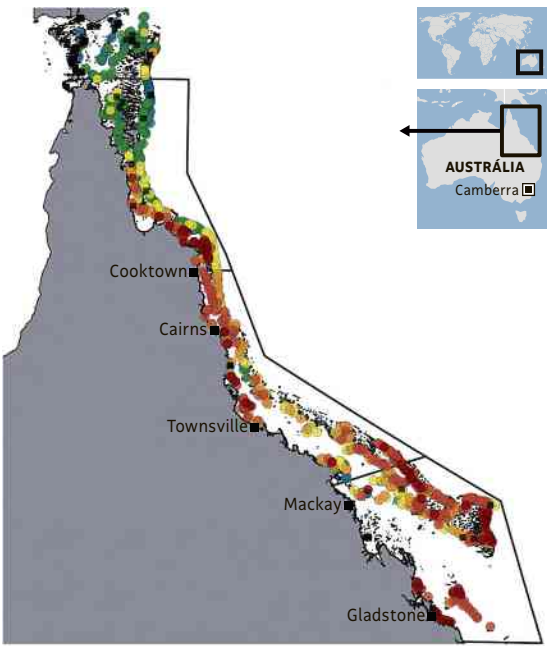 AUSTRÁLIA
Camberra
Cooktown
Cairns
Townsville
Mackay
Gladstone